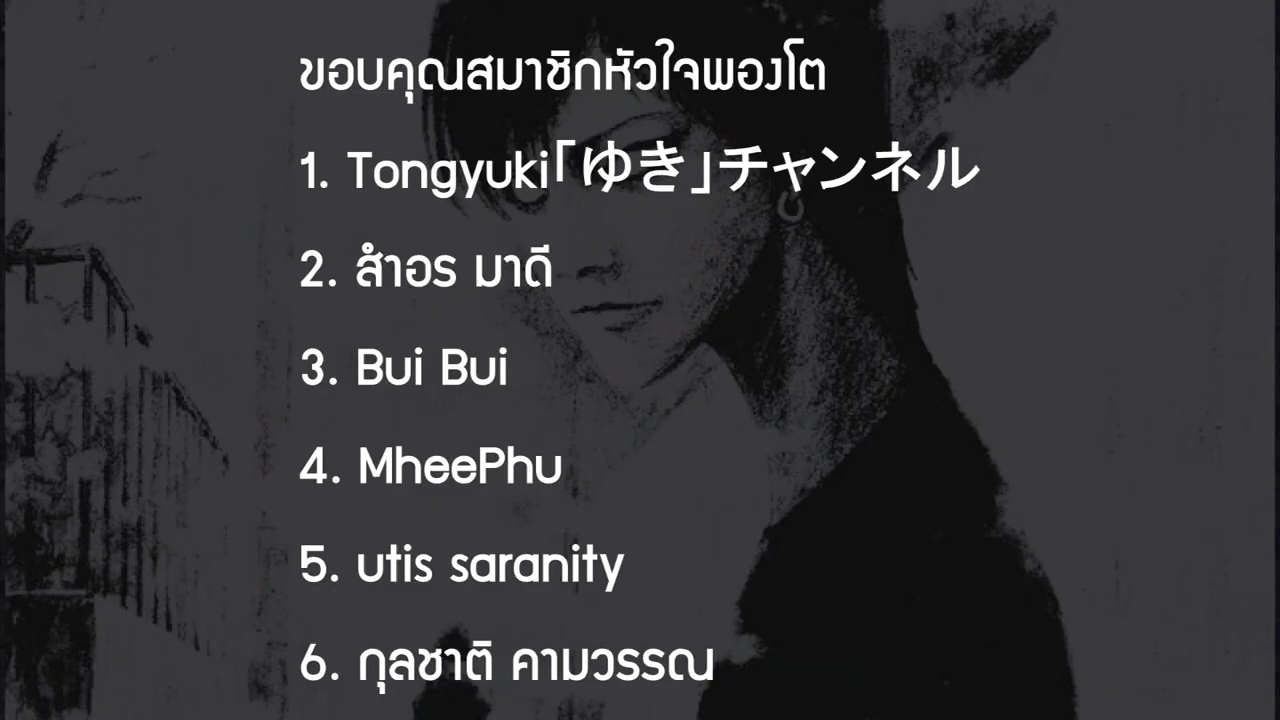 ขอบคุณสมาชิกหัวใจพองโต
1. Tongyuki「ゆき」チャンネル
2. สำอร มาดี
3. Bui Bui
4. MheePhu
5. utis saranity
6. กุลชาติ คามวรรณ